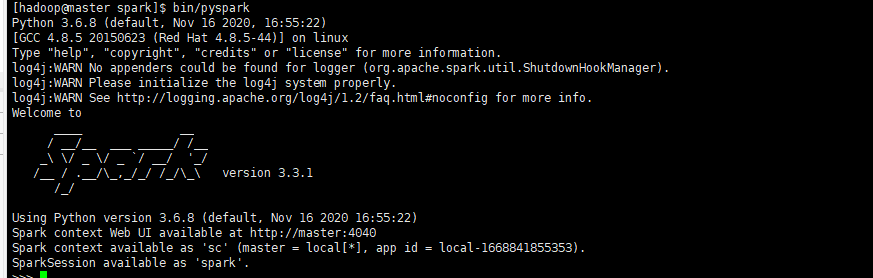 [hadoop@master spark]$ bin/pyspark
Python 3.6.8 (default, Nov 16 2020, 16:55:22)
[GCC 4.8.5 20150623 (Red Hat 4.8.5-44)] on linux
Type "help", "copyright", "credits" or "license" for more information.
log4j:WARN No appenders could be found for logger (org.apache.spark.util.ShutdownHookManager).
log4j:WARN Please initialize the log4j system properly.
log4j:WARN See http://logging.apache.org/log4j/1.2/faq.html#noconfig for more info.
Welcome to
      ____              __
     / __/__  ___ _____/ /__
    _\ \/ _ \/ _ `/ __/  '_/
   /__ / .__/\_,_/_/ /_/\_\   version 3.3.1
      /_/
Using Python version 3.6.8 (default, Nov 16 2020 16:55:22)
Spark context Web UI available at http://master:4040
Spark context available as 'sc' (master = local[*], app id = local-1668841855353).
SparkSession available as 'spark'.
>>>